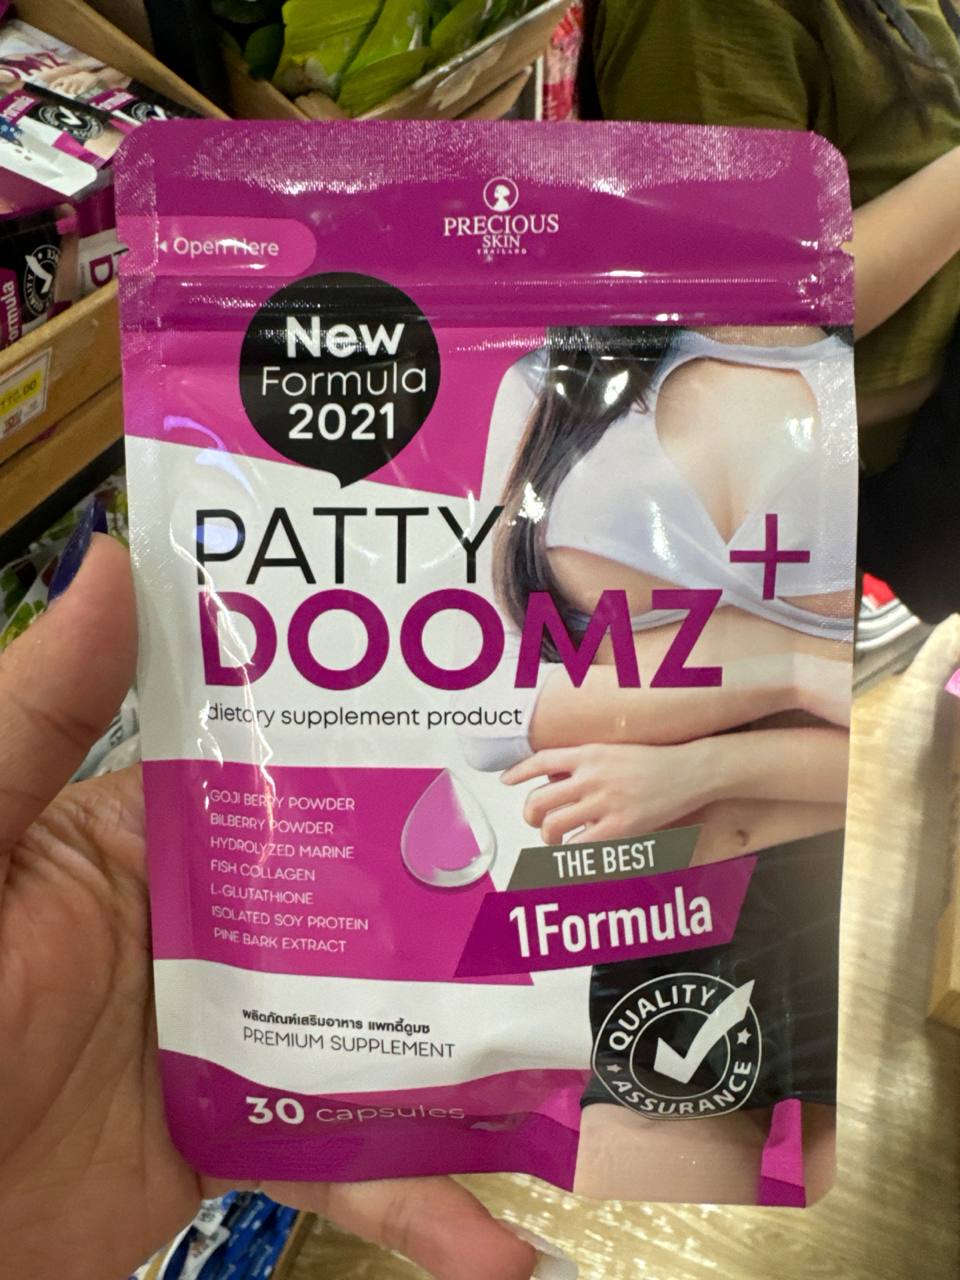 PRECIOUS
SKIN
THAILAND
Open Here
New
Formula
2021
PATTY
DOOMZ+
dietary supplement product
GOJI BERRY POWDER
BILBERRY POWDER
HYDROLYZED MARINE
FISH COLLAGEN
L-GLUTATHIONE
ISOLATED SOY PROTEIN
PINE BARK EXTRACT
THE BEST
1Formula
ผลิตภัณฑ์เสริมอาหาร แพทตี้ดูมซ
PREMIUM SUPPLEMENT
QUALITY
ASSURANCE
30 capsules